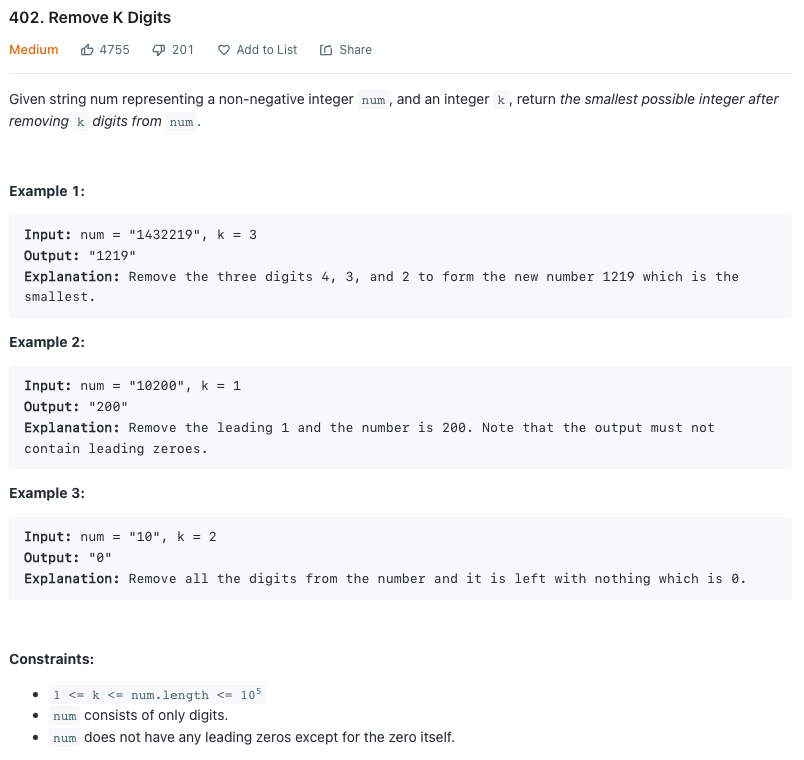 402. Remove K Digits
Medium 4755 201 Add to List Share
Given string num representing a non-negative integer num , and an integer k , return the smallest possible integer after
removing k digits from num .
Example 1:
Input: num = "1432219", k = 3
Output: "1219"
Explanation: Remove the three digits 4, 3, and 2 to form the new number 1219 which is the
smallest.
Example 2:
Input: num = "10200", k = 1
Output: "200"
Explanation: Remove the leading 1 and the number is 200. Note that the output must not
contain leading zeroes.
Example 3:
Input: num = "10", k = 2
Output: "0"
Explanation: Remove all the digits from the number and it is left with nothing which is 0.
Constraints:
• 1 <= k <= num.length <= 10⁵
• num consists of only digits.
• num does not have any leading zeros except for the zero itself.